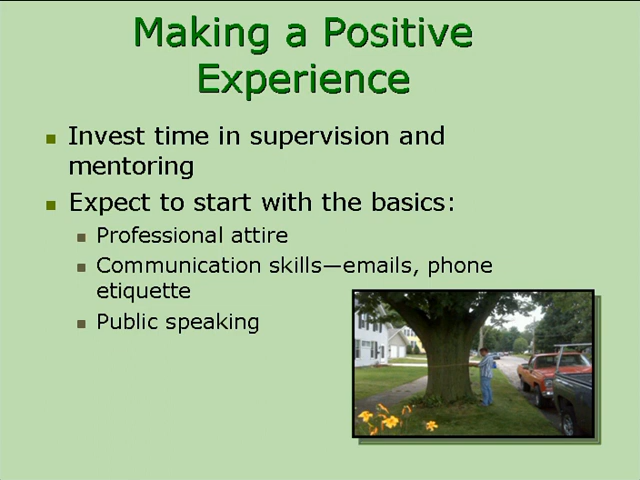 Making a Positive
Experience
Invest time in supervision and
mentoring
Expect to start with the basics:
Professional attire
Communication skills—emails, phone
etiquette
Public speaking